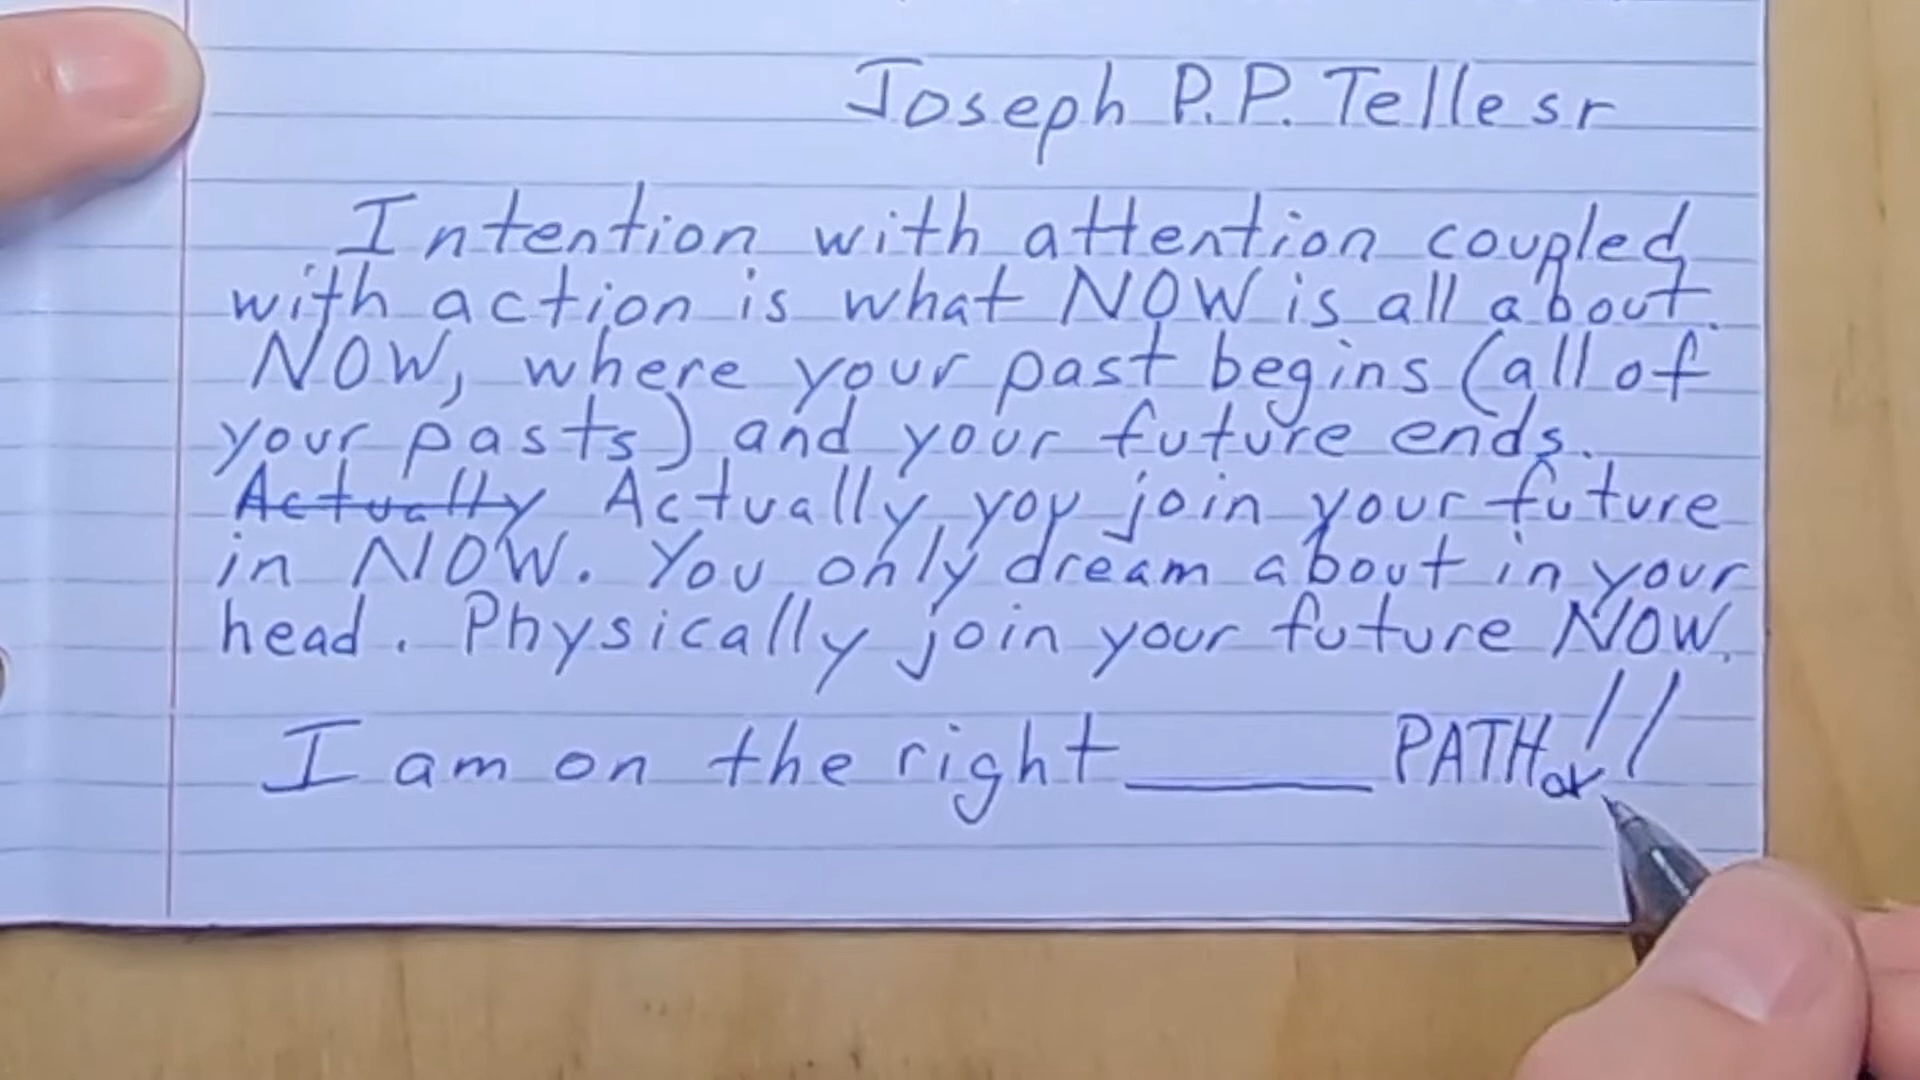 Joseph P.P. Tellesr
Intention with attention coupled
with action is what NOW is all about.
NOW, where your past begins (all of
your pasts) and your future ends.
Actually Actually, you join your future
in NOW. You only dream about in your
head. Physically join your future NOW.
I am on the right _____ PATH!!